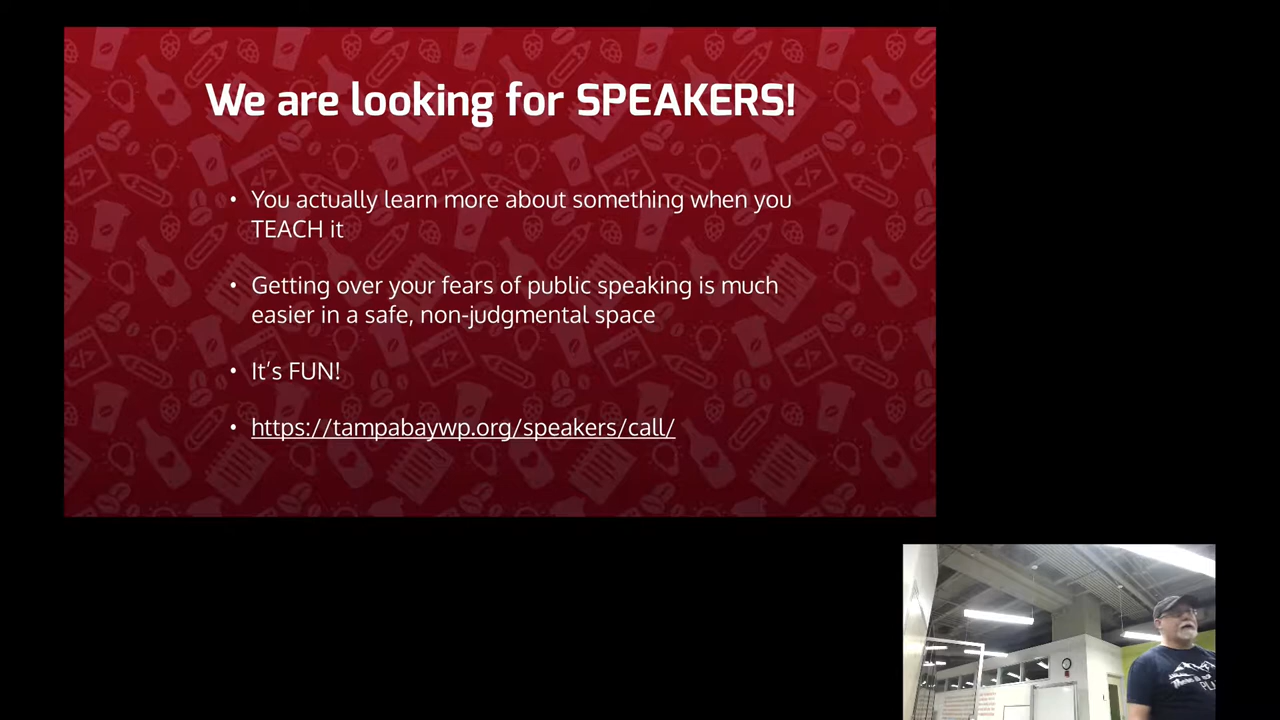 We are looking for SPEAKERS!
• You actually learn more about something when you
TEACH it
• Getting over your fears of public speaking is much
easier in a safe, non-judgmental space
• It's FUN!
• https://tampabaywp.org/speakers/call/